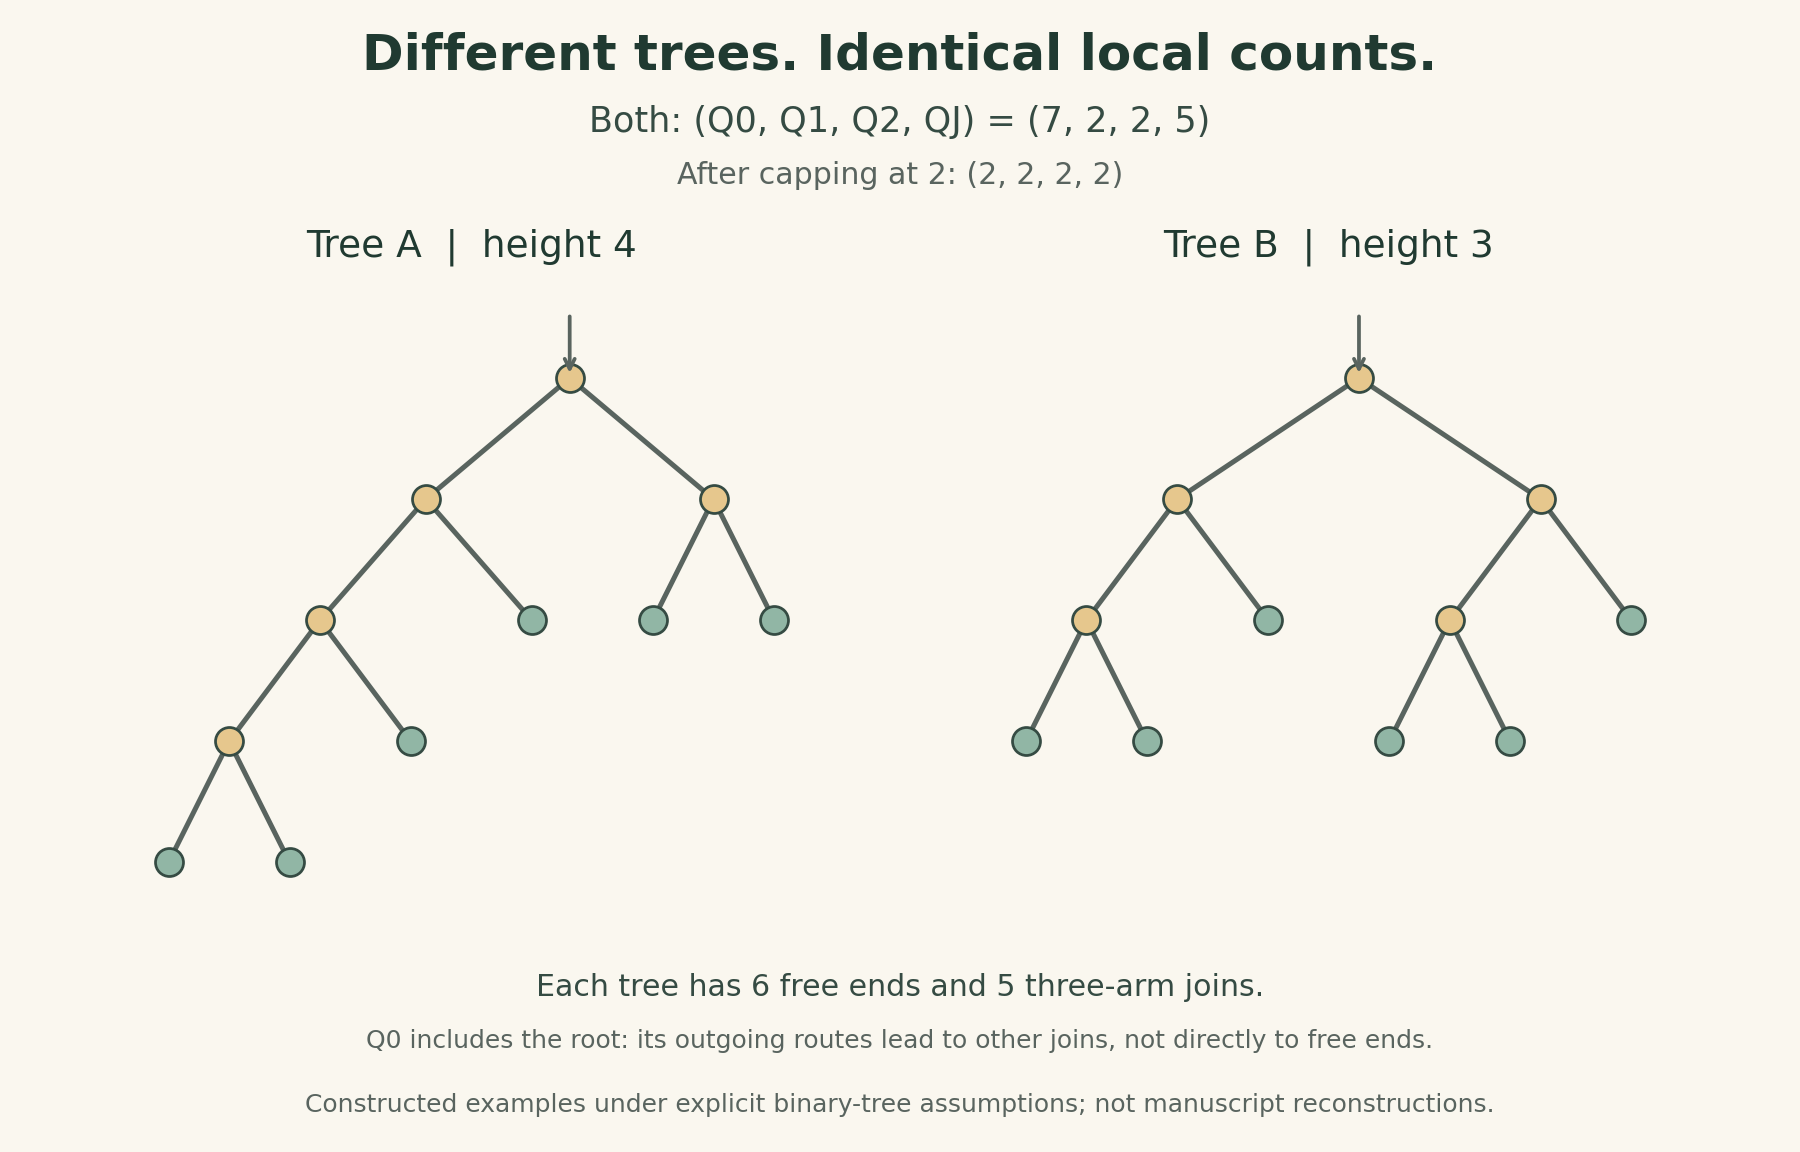 Different trees. Identical local counts.
Both: (Q0, Q1, Q2, QJ) = (7, 2, 2, 5)
After capping at 2: (2, 2, 2, 2)
Tree A | height 4
Tree B | height 3
Each tree has 6 free ends and 5 three-arm joins.
Q0 includes the root: its outgoing routes lead to other joins, not directly to free ends.
Constructed examples under explicit binary-tree assumptions; not manuscript reconstructions.